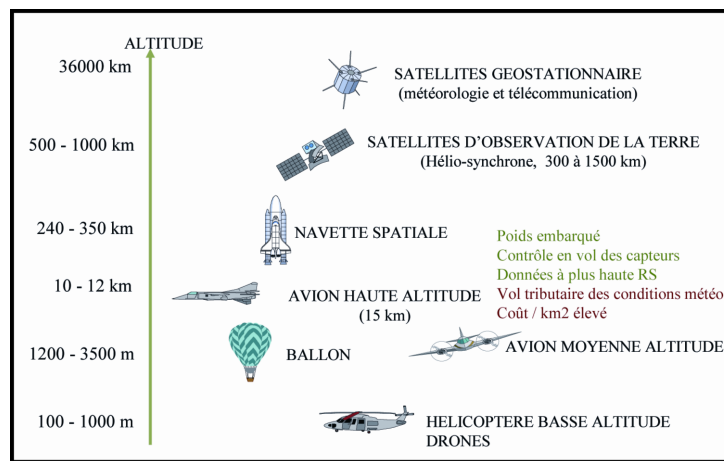 ALTITUDE
36000 km
SATELLITES GEOSTATIONNAIRE
(météorologie et télécommunication)
500 - 1000 km
SATELLITES D'OBSERVATION DE LA TERRE
(Hélio-synchrone, 300 à 1500 km)
240 - 350 km
NAVETTE SPATIALE
Poids embarqué
Contrôle en vol des capteurs
Données à plus haute RS
Vol tributaire des conditions météo
Coût / km2 élevé
10 - 12 km
AVION HAUTE ALTITUDE
(15 km)
1200 - 3500 m
BALLON
AVION MOYENNE ALTITUDE
100 - 1000 m
HELICOPTERE BASSE ALTITUDE
DRONES